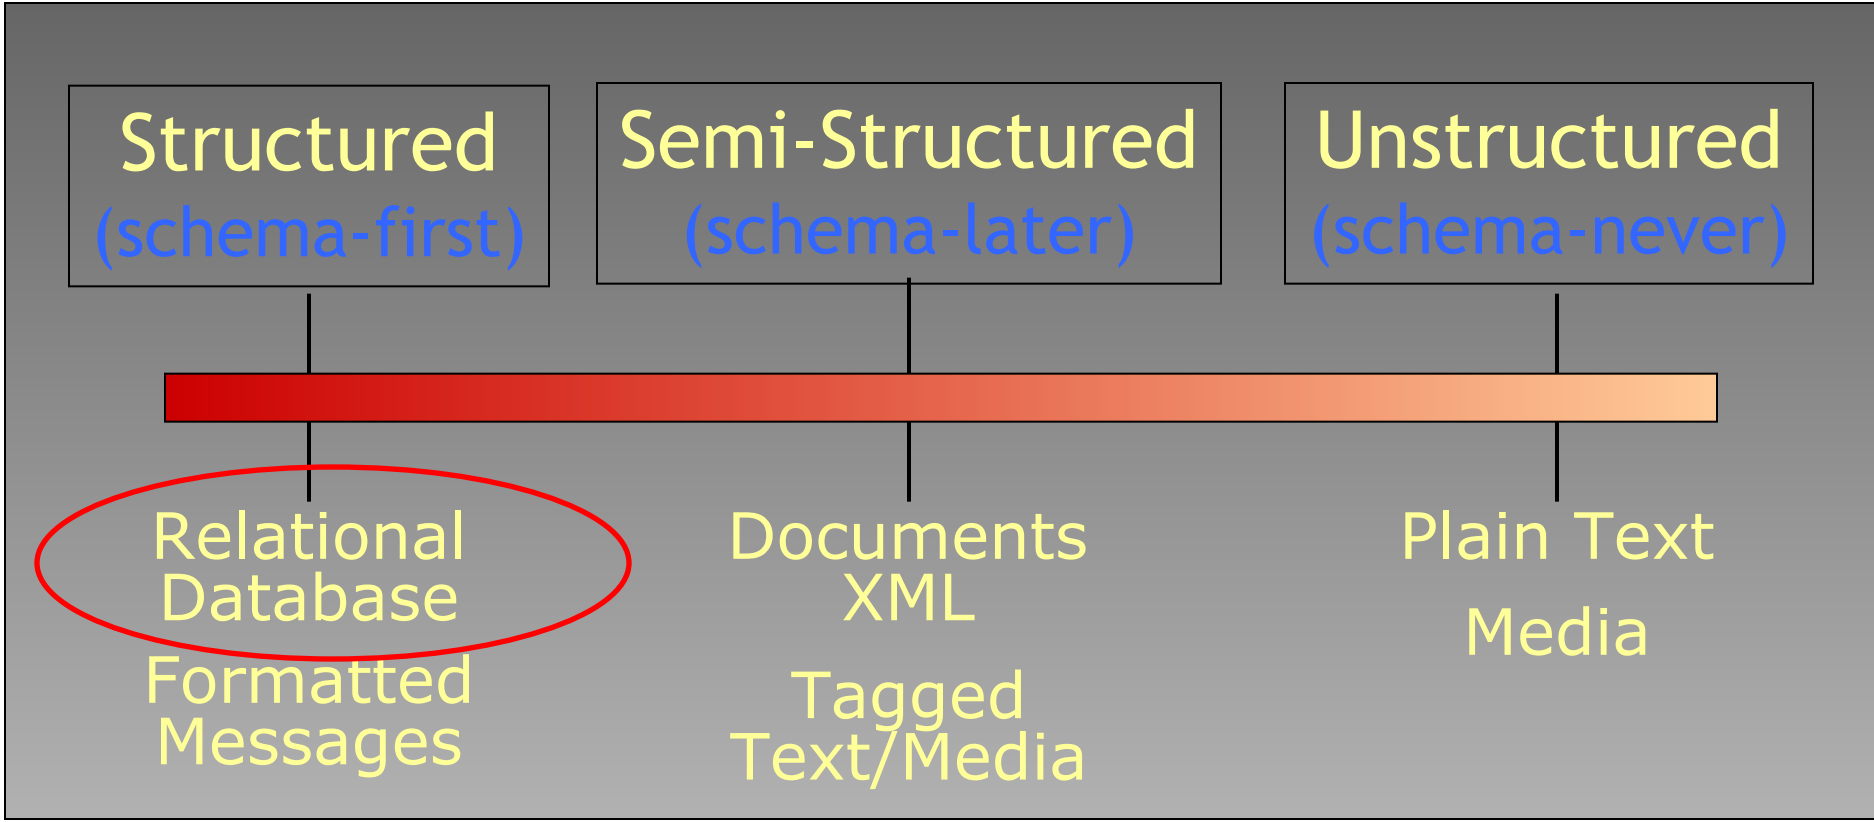 Structured
(schema-first)
Semi-Structured
(schema-later)
Unstructured
(schema-never)
Relational
Database
Formatted
Messages
Documents
XML
Tagged
Text/Media
Plain Text
Media